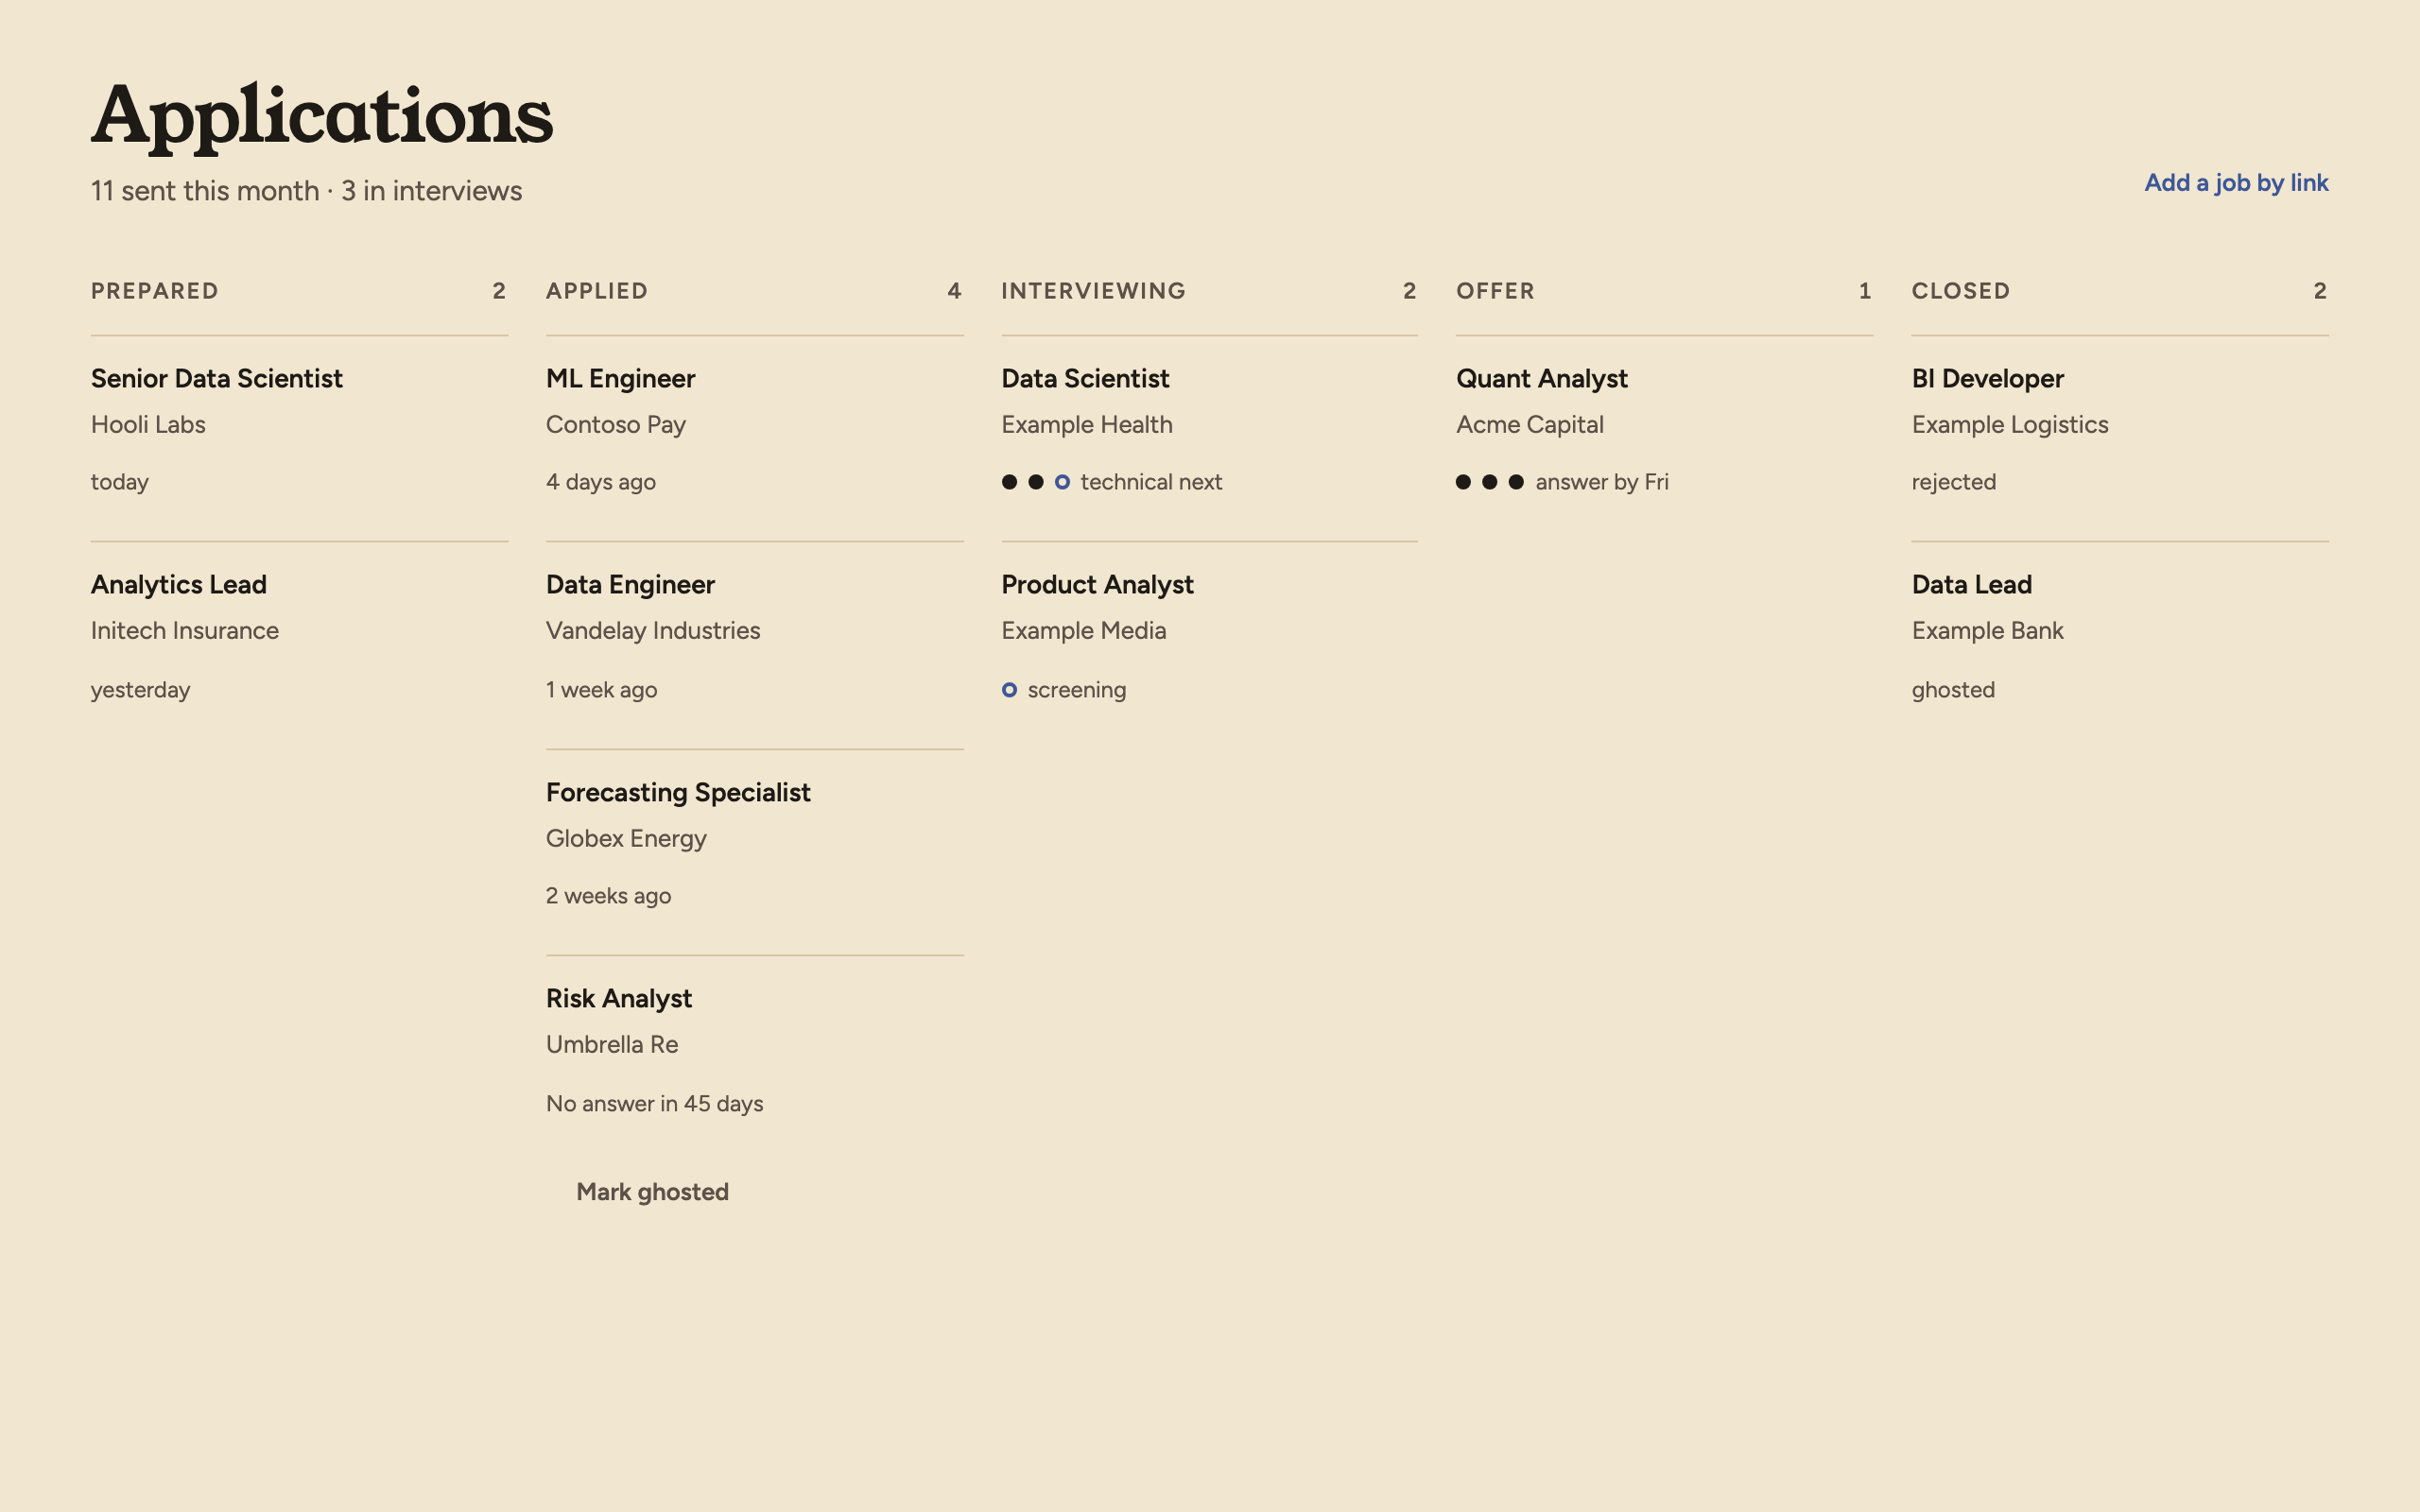 Applications
11 sent this month · 3 in interviews
Add a job by link
PREPARED 2
Senior Data Scientist
Hooli Labs
today
Analytics Lead
Initech Insurance
yesterday
APPLIED 4
ML Engineer
Contoso Pay
4 days ago
Data Engineer
Vandelay Industries
1 week ago
Forecasting Specialist
Globex Energy
2 weeks ago
Risk Analyst
Umbrella Re
No answer in 45 days
Mark ghosted
INTERVIEWING 2
Data Scientist
Example Health
technical next
Product Analyst
Example Media
screening
OFFER 1
Quant Analyst
Acme Capital
answer by Fri
CLOSED 2
BI Developer
Example Logistics
rejected
Data Lead
Example Bank
ghosted